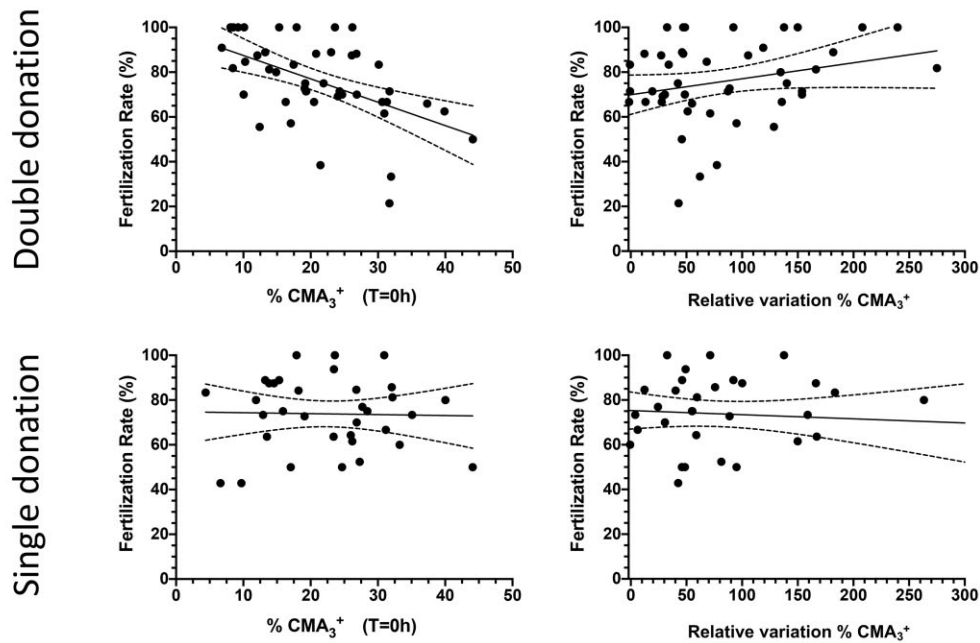 Double donation
Fertilization Rate (%)
100
80
60
40
20
0
0 10 20 30 40 50
% CMA₃⁺ (T=0h)
Fertilization Rate (%)
100
80
60
40
20
0
0 50 100 150 200 250 300
Relative variation % CMA₃⁺
Single donation
Fertilization Rate (%)
100
80
60
40
20
0
0 10 20 30 40 50
% CMA₃⁺ (T=0h)
Fertilization Rate (%)
100
80
60
40
20
0
0 50 100 150 200 250 300
Relative variation % CMA₃⁺